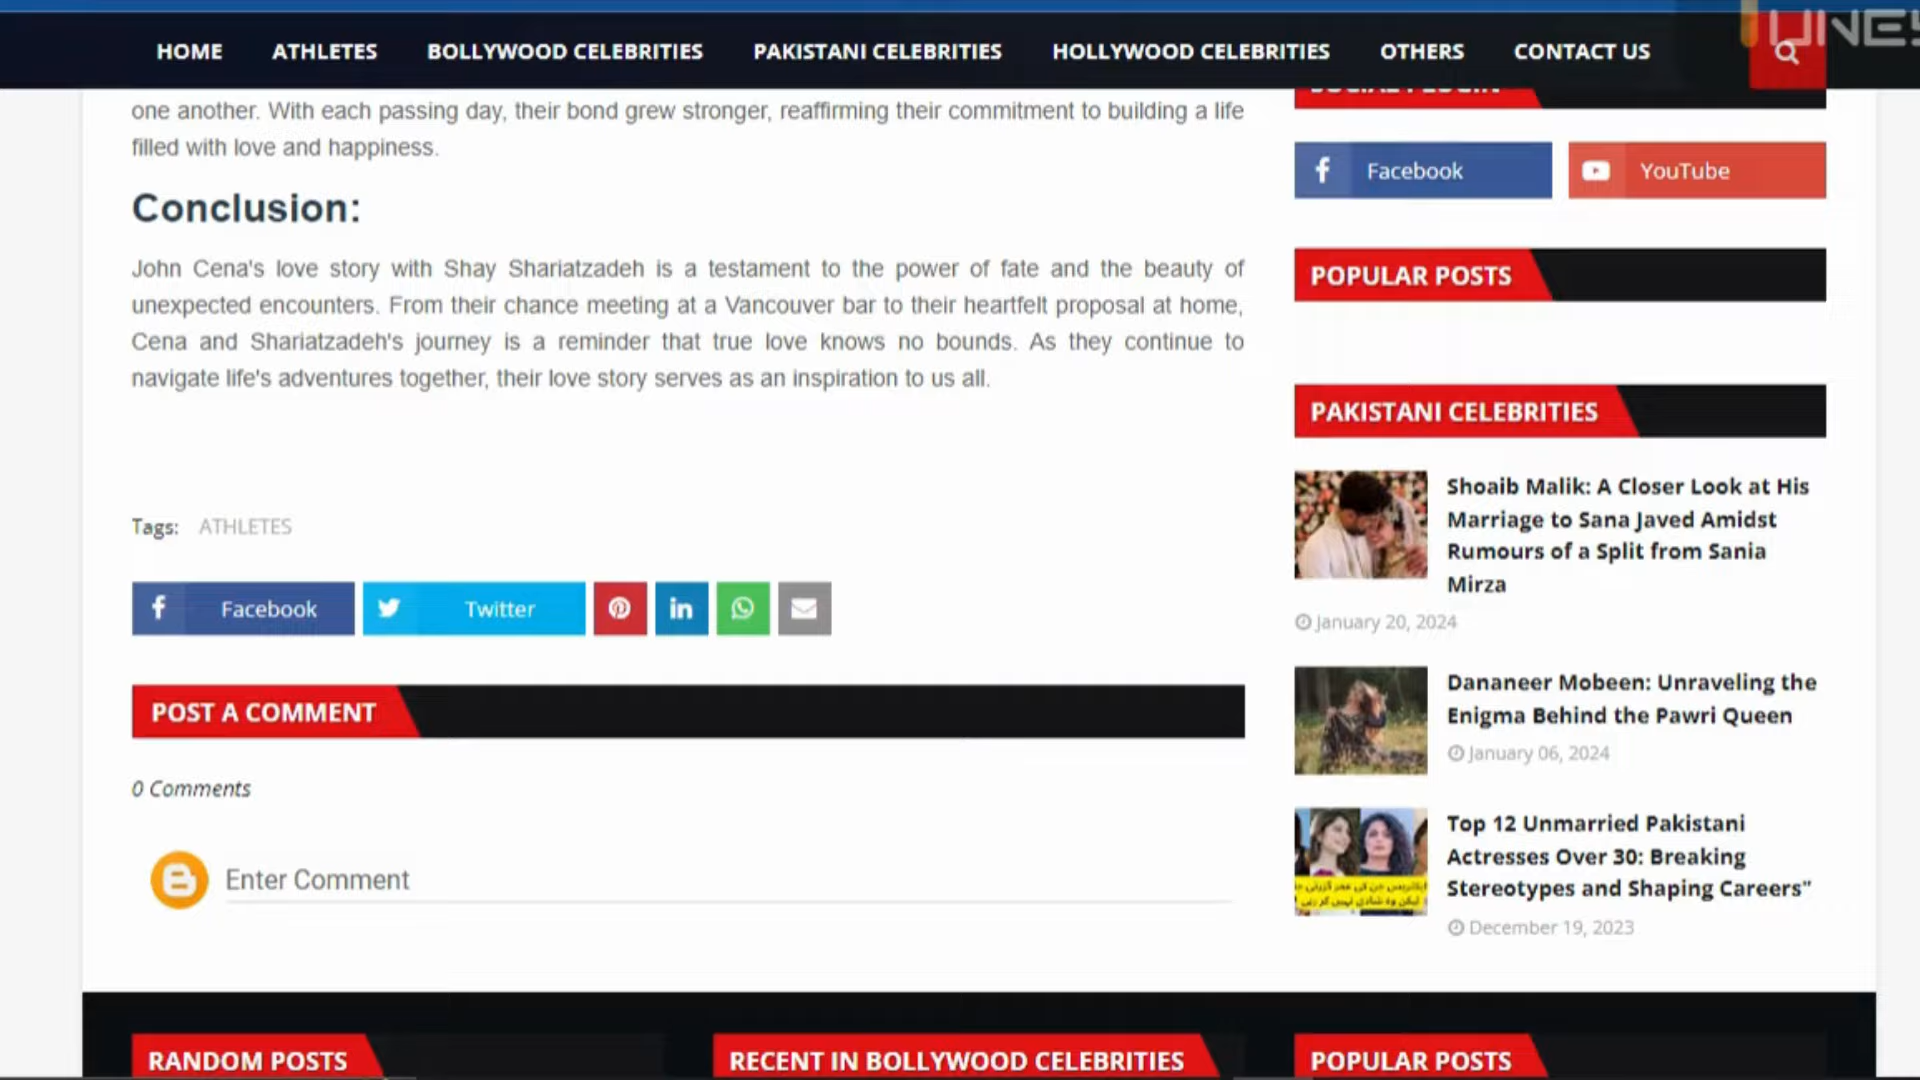 HOME ATHLETES BOLLYWOOD CELEBRITIES PAKISTANI CELEBRITIES HOLLYWOOD CELEBRITIES OTHERS CONTACT US
one another. With each passing day, their bond grew stronger, reaffirming their commitment to building a life
filled with love and happiness.
Conclusion:
John Cena's love story with Shay Shariatzadeh is a testament to the power of fate and the beauty of
unexpected encounters. From their chance meeting at a Vancouver bar to their heartfelt proposal at home,
Cena and Shariatzadeh's journey is a reminder that true love knows no bounds. As they continue to
navigate life's adventures together, their love story serves as an inspiration to us all.
Tags: ATHLETES
Facebook Twitter
POST A COMMENT
0 Comments
Enter Comment
SOCIAL PLUGIN
Facebook YouTube
POPULAR POSTS
PAKISTANI CELEBRITIES
Shoaib Malik: A Closer Look at His
Marriage to Sana Javed Amidst
Rumours of a Split from Sania
Mirza
January 20, 2024
Dananeer Mobeen: Unraveling the
Enigma Behind the Pawri Queen
January 06, 2024
Top 12 Unmarried Pakistani
Actresses Over 30: Breaking
Stereotypes and Shaping Careers"
December 19, 2023
RANDOM POSTS
RECENT IN BOLLYWOOD CELEBRITIES
POPULAR POSTS